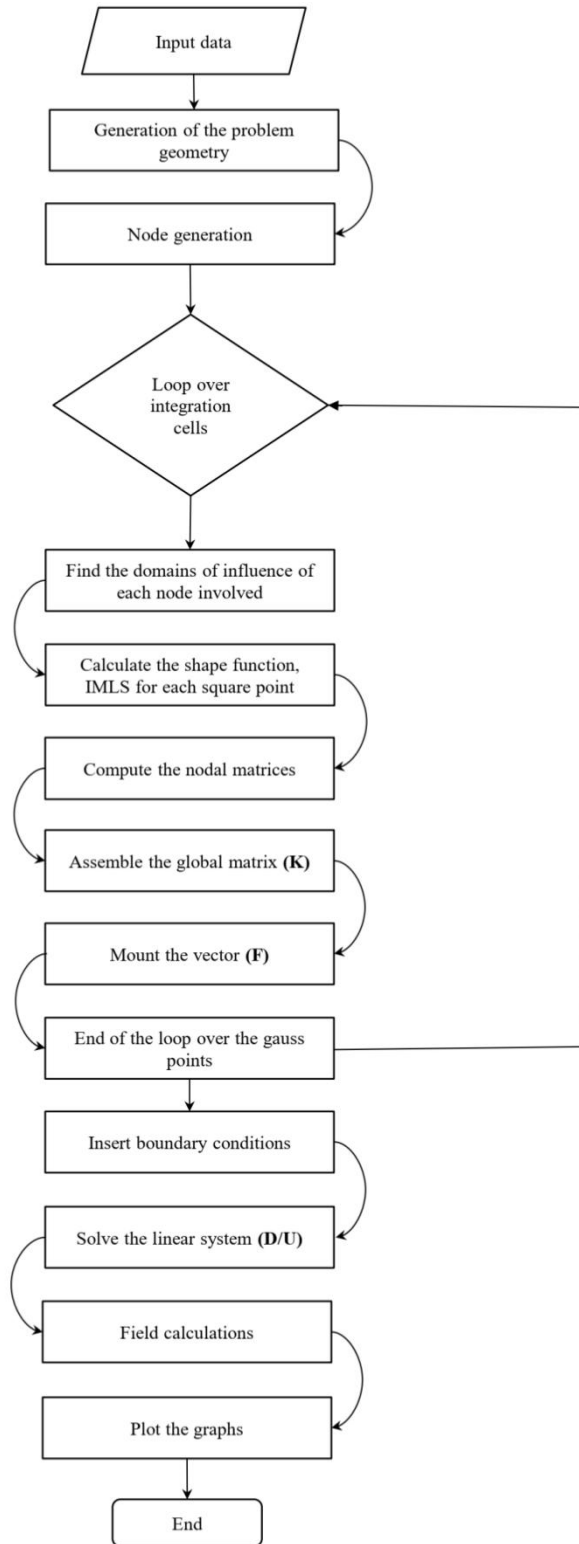 Input data
Generation of the problem
geometry
Node generation
Loop over
integration
cells
Find the domains of influence of
each node involved
Calculate the shape function,
IMLS for each square point
Compute the nodal matrices
Assemble the global matrix (K)
Mount the vector (F)
End of the loop over the gauss
points
Insert boundary conditions
Solve the linear system (D/U)
Field calculations
Plot the graphs
End